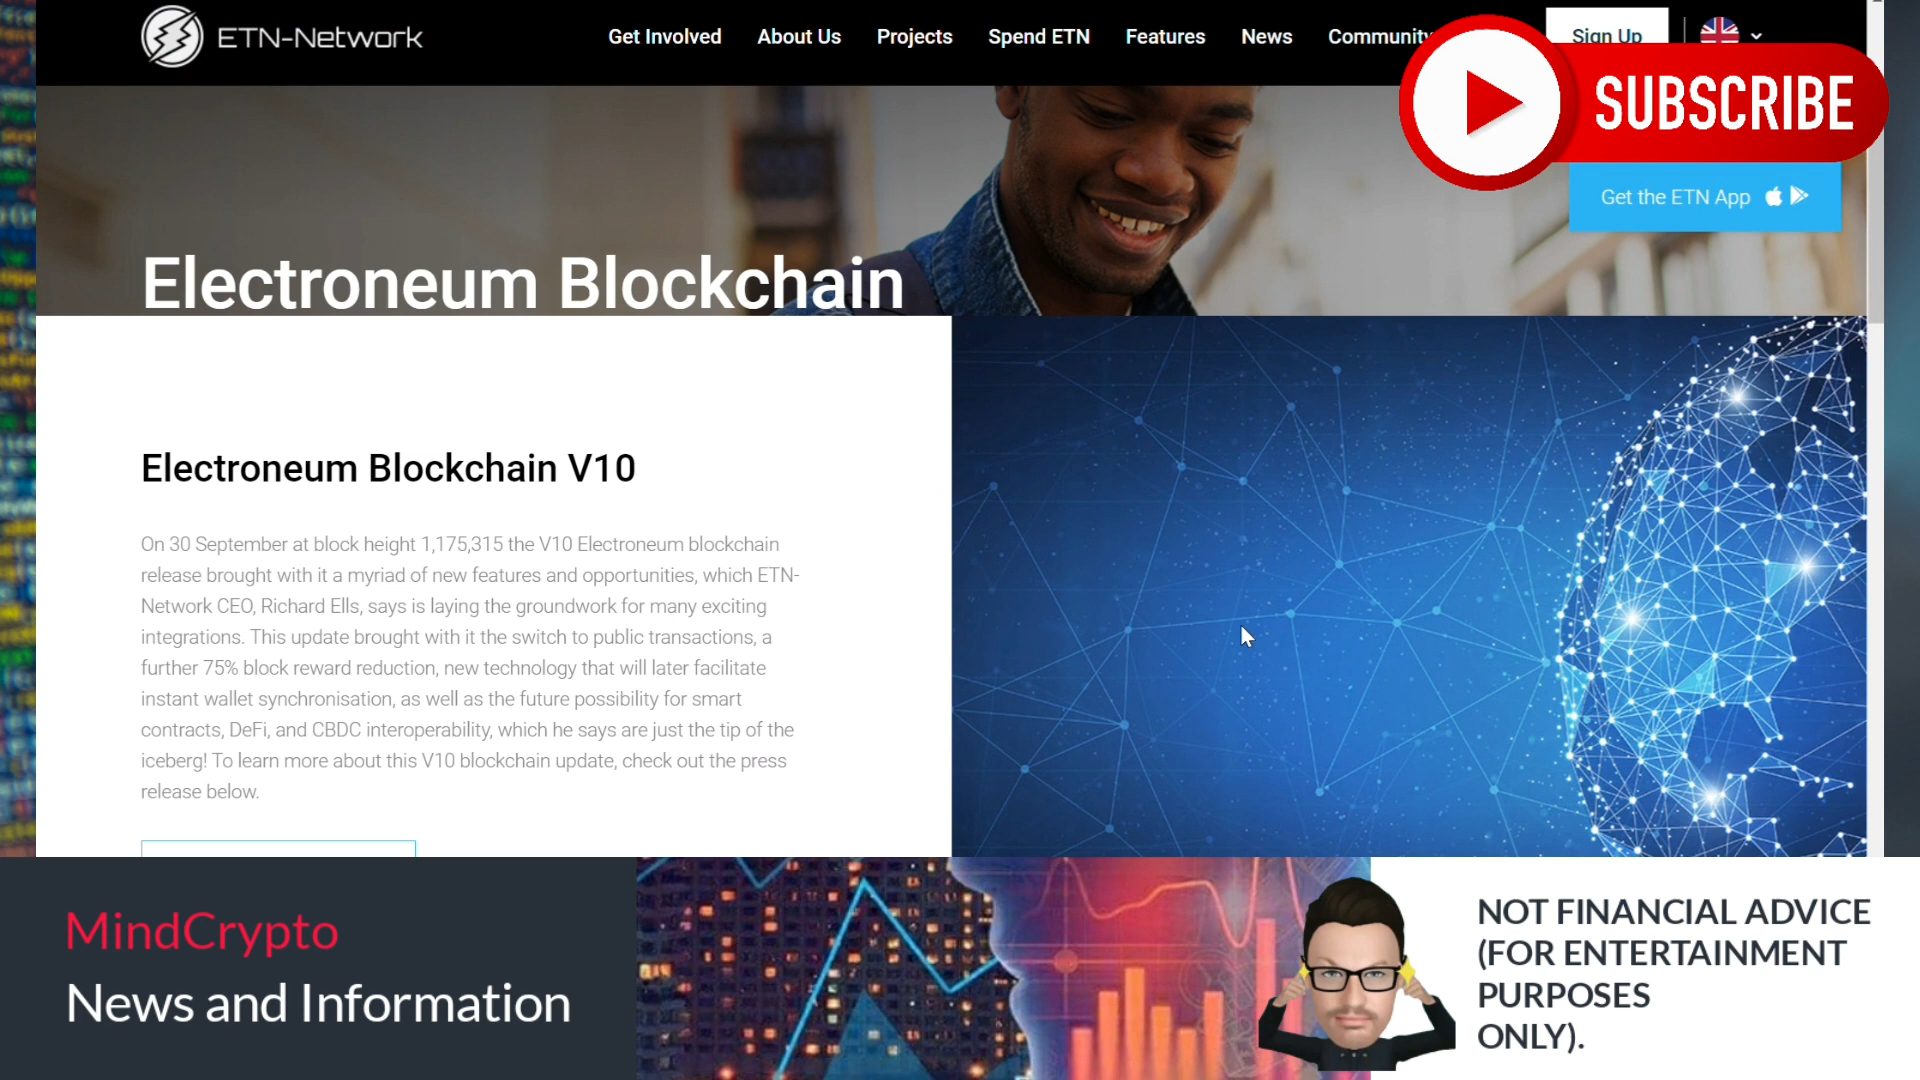 ETN-Network
Get Involved
About Us
Projects
Spend ETN
Features
News
Community
Sign Up
SUBSCRIBE
Get the ETN App
Electroneum Blockchain
Electroneum Blockchain V10
On 30 September at block height 1,175,315 the V10 Electroneum blockchain
release brought with it a myriad of new features and opportunities, which ETN-
Network CEO, Richard Ells, says is laying the groundwork for many exciting
integrations. This update brought with it the switch to public transactions, a
further 75% block reward reduction, new technology that will later facilitate
instant wallet synchronisation, as well as the future possibility for smart
contracts, DeFi, and CBDC interoperability, which he says are just the tip of the
iceberg! To learn more about this V10 blockchain update, check out the press
release below.
MindCrypto
News and Information
NOT FINANCIAL ADVICE
(FOR ENTERTAINMENT
PURPOSES
ONLY).